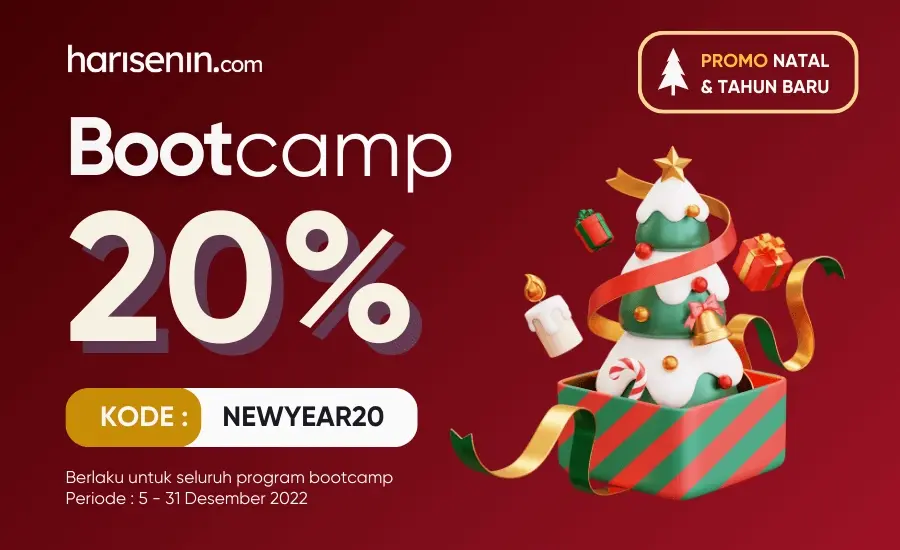 harisenin.com
PROMO NATAL
& TAHUN BARU
Bootcamp
20%
KODE : NEWYEAR20
Berlaku untuk seluruh program bootcamp
Periode : 5 - 31 Desember 2022